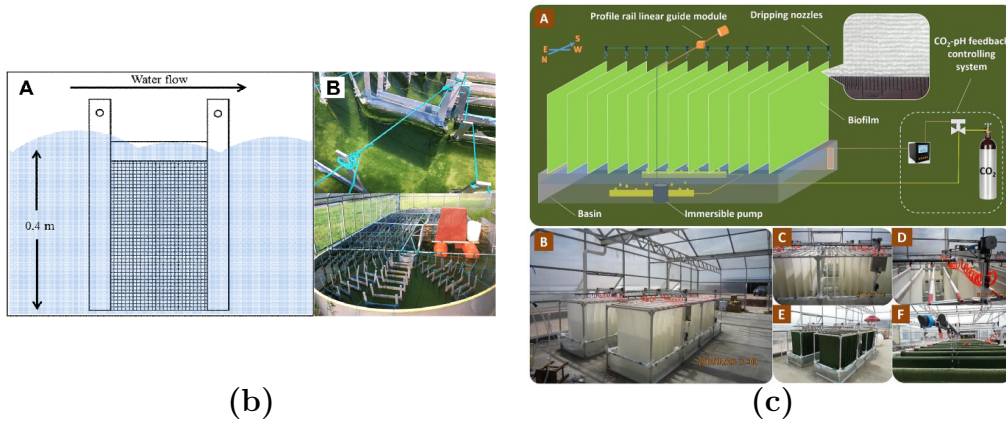 A
Water flow
0.4 m
B
(b)
A
Profile rail linear guide module
Dripping nozzles
CO₂-pH feedback
controlling
system
S
E W
N
Biofilm
CO₂
Basin
Immersible pump
B
C
D
E
F
(c)